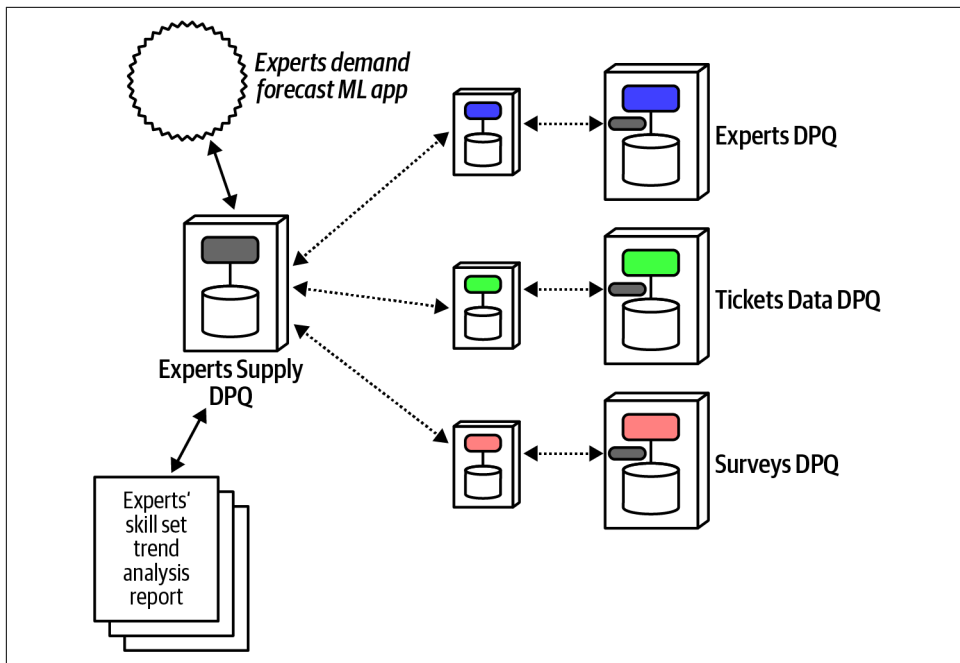 Experts demand
forecast ML app
Experts DPQ
Tickets Data DPQ
Experts Supply
DPQ
Surveys DPQ
Experts‘
skill set
trend
analysis
report